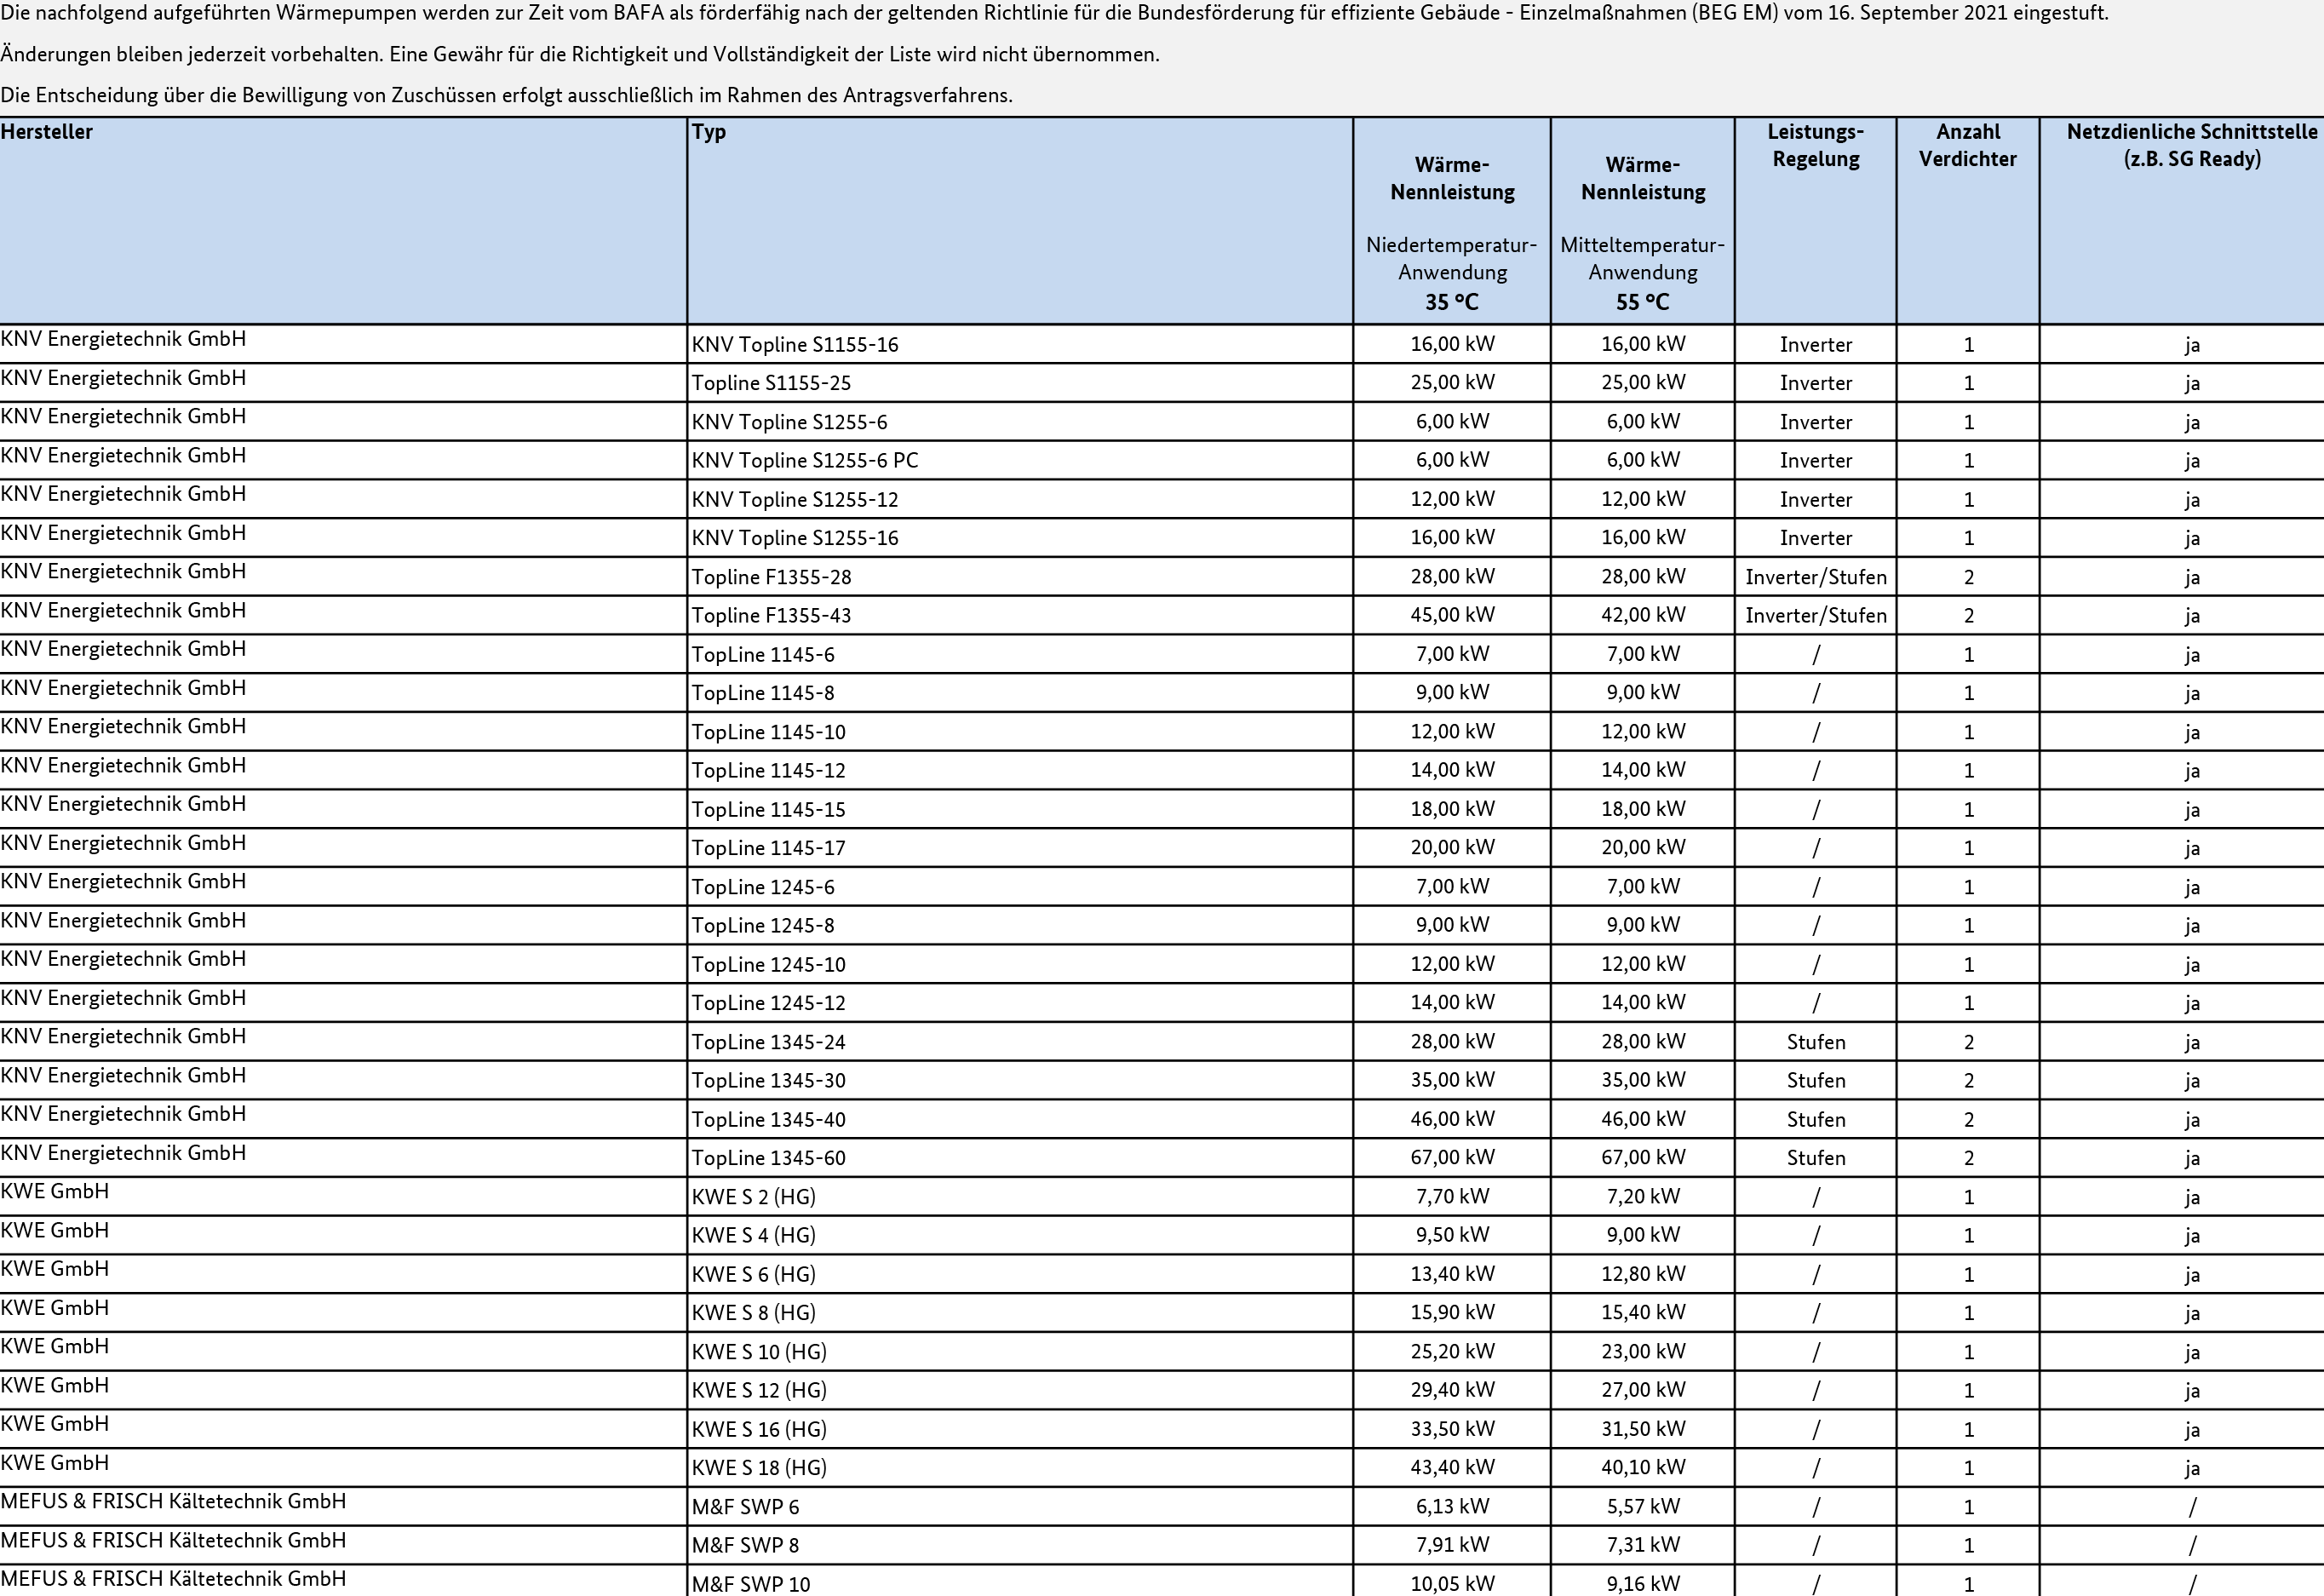 Die nachfolgend aufgeführten Wärmepumpen werden zur Zeit vom BAFA als förderfähig nach der geltenden Richtlinie für die Bundesförderung für effiziente Gebäude - Einzelmaßnahmen (BEG EM) vom 16. September 2021 eingestuft.
Änderungen bleiben jederzeit vorbehalten. Eine Gewähr für die Richtigkeit und Vollständigkeit der Liste wird nicht übernommen.
Die Entscheidung über die Bewilligung von Zuschüssen erfolgt ausschließlich im Rahmen des Antragsverfahrens.
Hersteller Typ Leistungs- Anzahl Netzdienliche Schnittstelle
Wärme- Wärme- Regelung Verdichter (z.B. SG Ready)
Nennleistung Nennleistung
Niedertemperatur- Mitteltemperatur-
Anwendung Anwendung
35 °C 55 °C
KNV Energietechnik GmbH KNV Topline S1155-16 16,00 kW 16,00 kW Inverter 1 ja
KNV Energietechnik GmbH Topline S1155-25 25,00 kW 25,00 kW Inverter 1 ja
KNV Energietechnik GmbH KNV Topline S1255-6 6,00 kW 6,00 kW Inverter 1 ja
KNV Energietechnik GmbH KNV Topline S1255-6 PC 6,00 kW 6,00 kW Inverter 1 ja
KNV Energietechnik GmbH KNV Topline S1255-12 12,00 kW 12,00 kW Inverter 1 ja
KNV Energietechnik GmbH KNV Topline S1255-16 16,00 kW 16,00 kW Inverter 1 ja
KNV Energietechnik GmbH Topline F1355-28 28,00 kW 28,00 kW Inverter/Stufen 2 ja
KNV Energietechnik GmbH Topline F1355-43 45,00 kW 42,00 kW Inverter/Stufen 2 ja
KNV Energietechnik GmbH TopLine 1145-6 7,00 kW 7,00 kW / 1 ja
KNV Energietechnik GmbH TopLine 1145-8 9,00 kW 9,00 kW / 1 ja
KNV Energietechnik GmbH TopLine 1145-10 12,00 kW 12,00 kW / 1 ja
KNV Energietechnik GmbH TopLine 1145-12 14,00 kW 14,00 kW / 1 ja
KNV Energietechnik GmbH TopLine 1145-15 18,00 kW 18,00 kW / 1 ja
KNV Energietechnik GmbH TopLine 1145-17 20,00 kW 20,00 kW / 1 ja
KNV Energietechnik GmbH TopLine 1245-6 7,00 kW 7,00 kW / 1 ja
KNV Energietechnik GmbH TopLine 1245-8 9,00 kW 9,00 kW / 1 ja
KNV Energietechnik GmbH TopLine 1245-10 12,00 kW 12,00 kW / 1 ja
KNV Energietechnik GmbH TopLine 1245-12 14,00 kW 14,00 kW / 1 ja
KNV Energietechnik GmbH TopLine 1345-24 28,00 kW 28,00 kW Stufen 2 ja
KNV Energietechnik GmbH TopLine 1345-30 35,00 kW 35,00 kW Stufen 2 ja
KNV Energietechnik GmbH TopLine 1345-40 46,00 kW 46,00 kW Stufen 2 ja
KNV Energietechnik GmbH TopLine 1345-60 67,00 kW 67,00 kW Stufen 2 ja
KWE GmbH KWE S 2 (HG) 7,70 kW 7,20 kW / 1 ja
KWE GmbH KWE S 4 (HG) 9,50 kW 9,00 kW / 1 ja
KWE GmbH KWE S 6 (HG) 13,40 kW 12,80 kW / 1 ja
KWE GmbH KWE S 8 (HG) 15,90 kW 15,40 kW / 1 ja
KWE GmbH KWE S 10 (HG) 25,20 kW 23,00 kW / 1 ja
KWE GmbH KWE S 12 (HG) 29,40 kW 27,00 kW / 1 ja
KWE GmbH KWE S 16 (HG) 33,50 kW 31,50 kW / 1 ja
KWE GmbH KWE S 18 (HG) 43,40 kW 40,10 kW / 1 ja
MEFUS & FRISCH Kältetechnik GmbH M&F SWP 6 6,13 kW 5,57 kW / 1 /
MEFUS & FRISCH Kältetechnik GmbH M&F SWP 8 7,91 kW 7,31 kW / 1 /
MEFUS & FRISCH Kältetechnik GmbH M&F SWP 10 10,05 kW 9,16 kW / 1 /